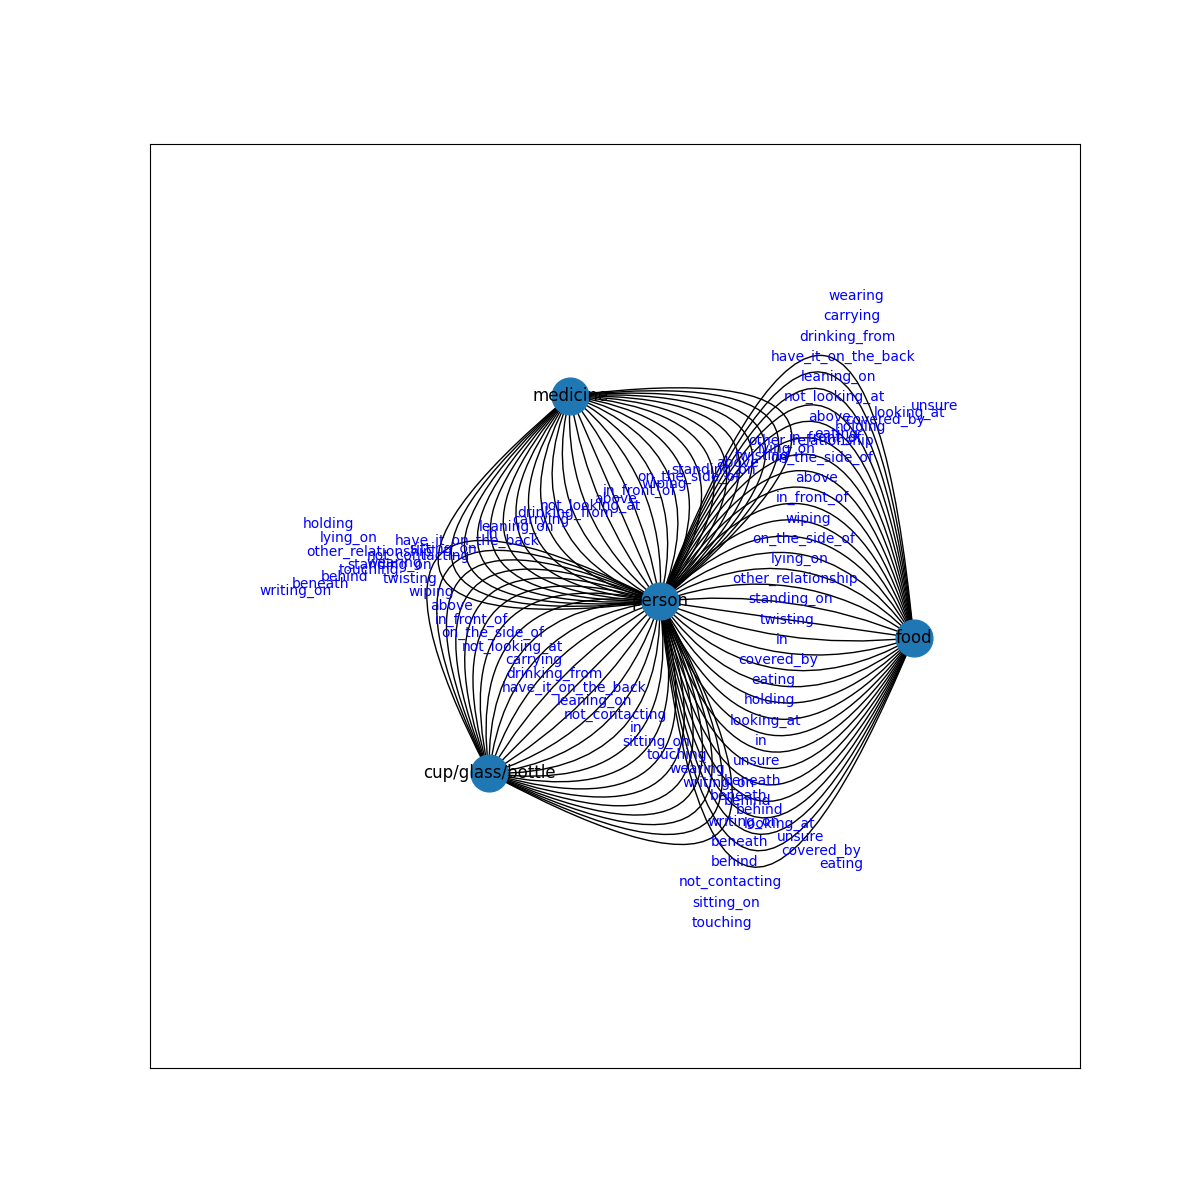 wearing
carrying
drinking_from
have_it_on_the_back
leaning_on
not_looking_at
unsure
looking_at
above
covered_by
holding
eating
in_front_of
other_relationship
lying_on
twisting
on_the_side_of
above
standing_on
on_the_side_of
above
wiping
in_front_of
in_front_of
above
not_looking_at
drinking_from
carrying
wiping
leaning_on
in
on_the_side_of
have_it_on_the_back
sitting_on
not_contacting
wearing
touching
holding
lying_on
other_relationship
standing_on
behind
beneath
writing_on
twisting
wiping
above
in_front_of
on_the_side_of
not_looking_at
carrying
drinking_from
have_it_on_the_back
leaning_on
not_contacting
in
sitting_on
touching
wearing
writing_on
beneath
behind
looking_at
unsure
covered_by
eating
lying_on
other_relationship
standing_on
twisting
in
covered_by
eating
holding
looking_at
in
unsure
beneath
behind
writing_on
beneath
behind
not_contacting
sitting_on
touching
medicine
person
food
cup/glass/bottle